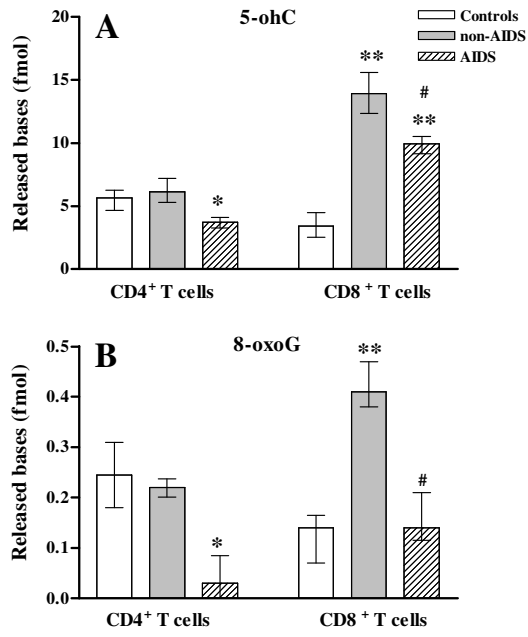 5-ohC
A
Controls
non-AIDS
AIDS
Released bases (fmol)
20
15
10
5
0
*
**
#
**
CD4⁺ T cells
CD8⁺ T cells
8-oxoG
B
Released bases (fmol)
0.5
0.4
0.3
0.2
0.1
0.0
*
**
#
CD4⁺ T cells
CD8⁺ T cells